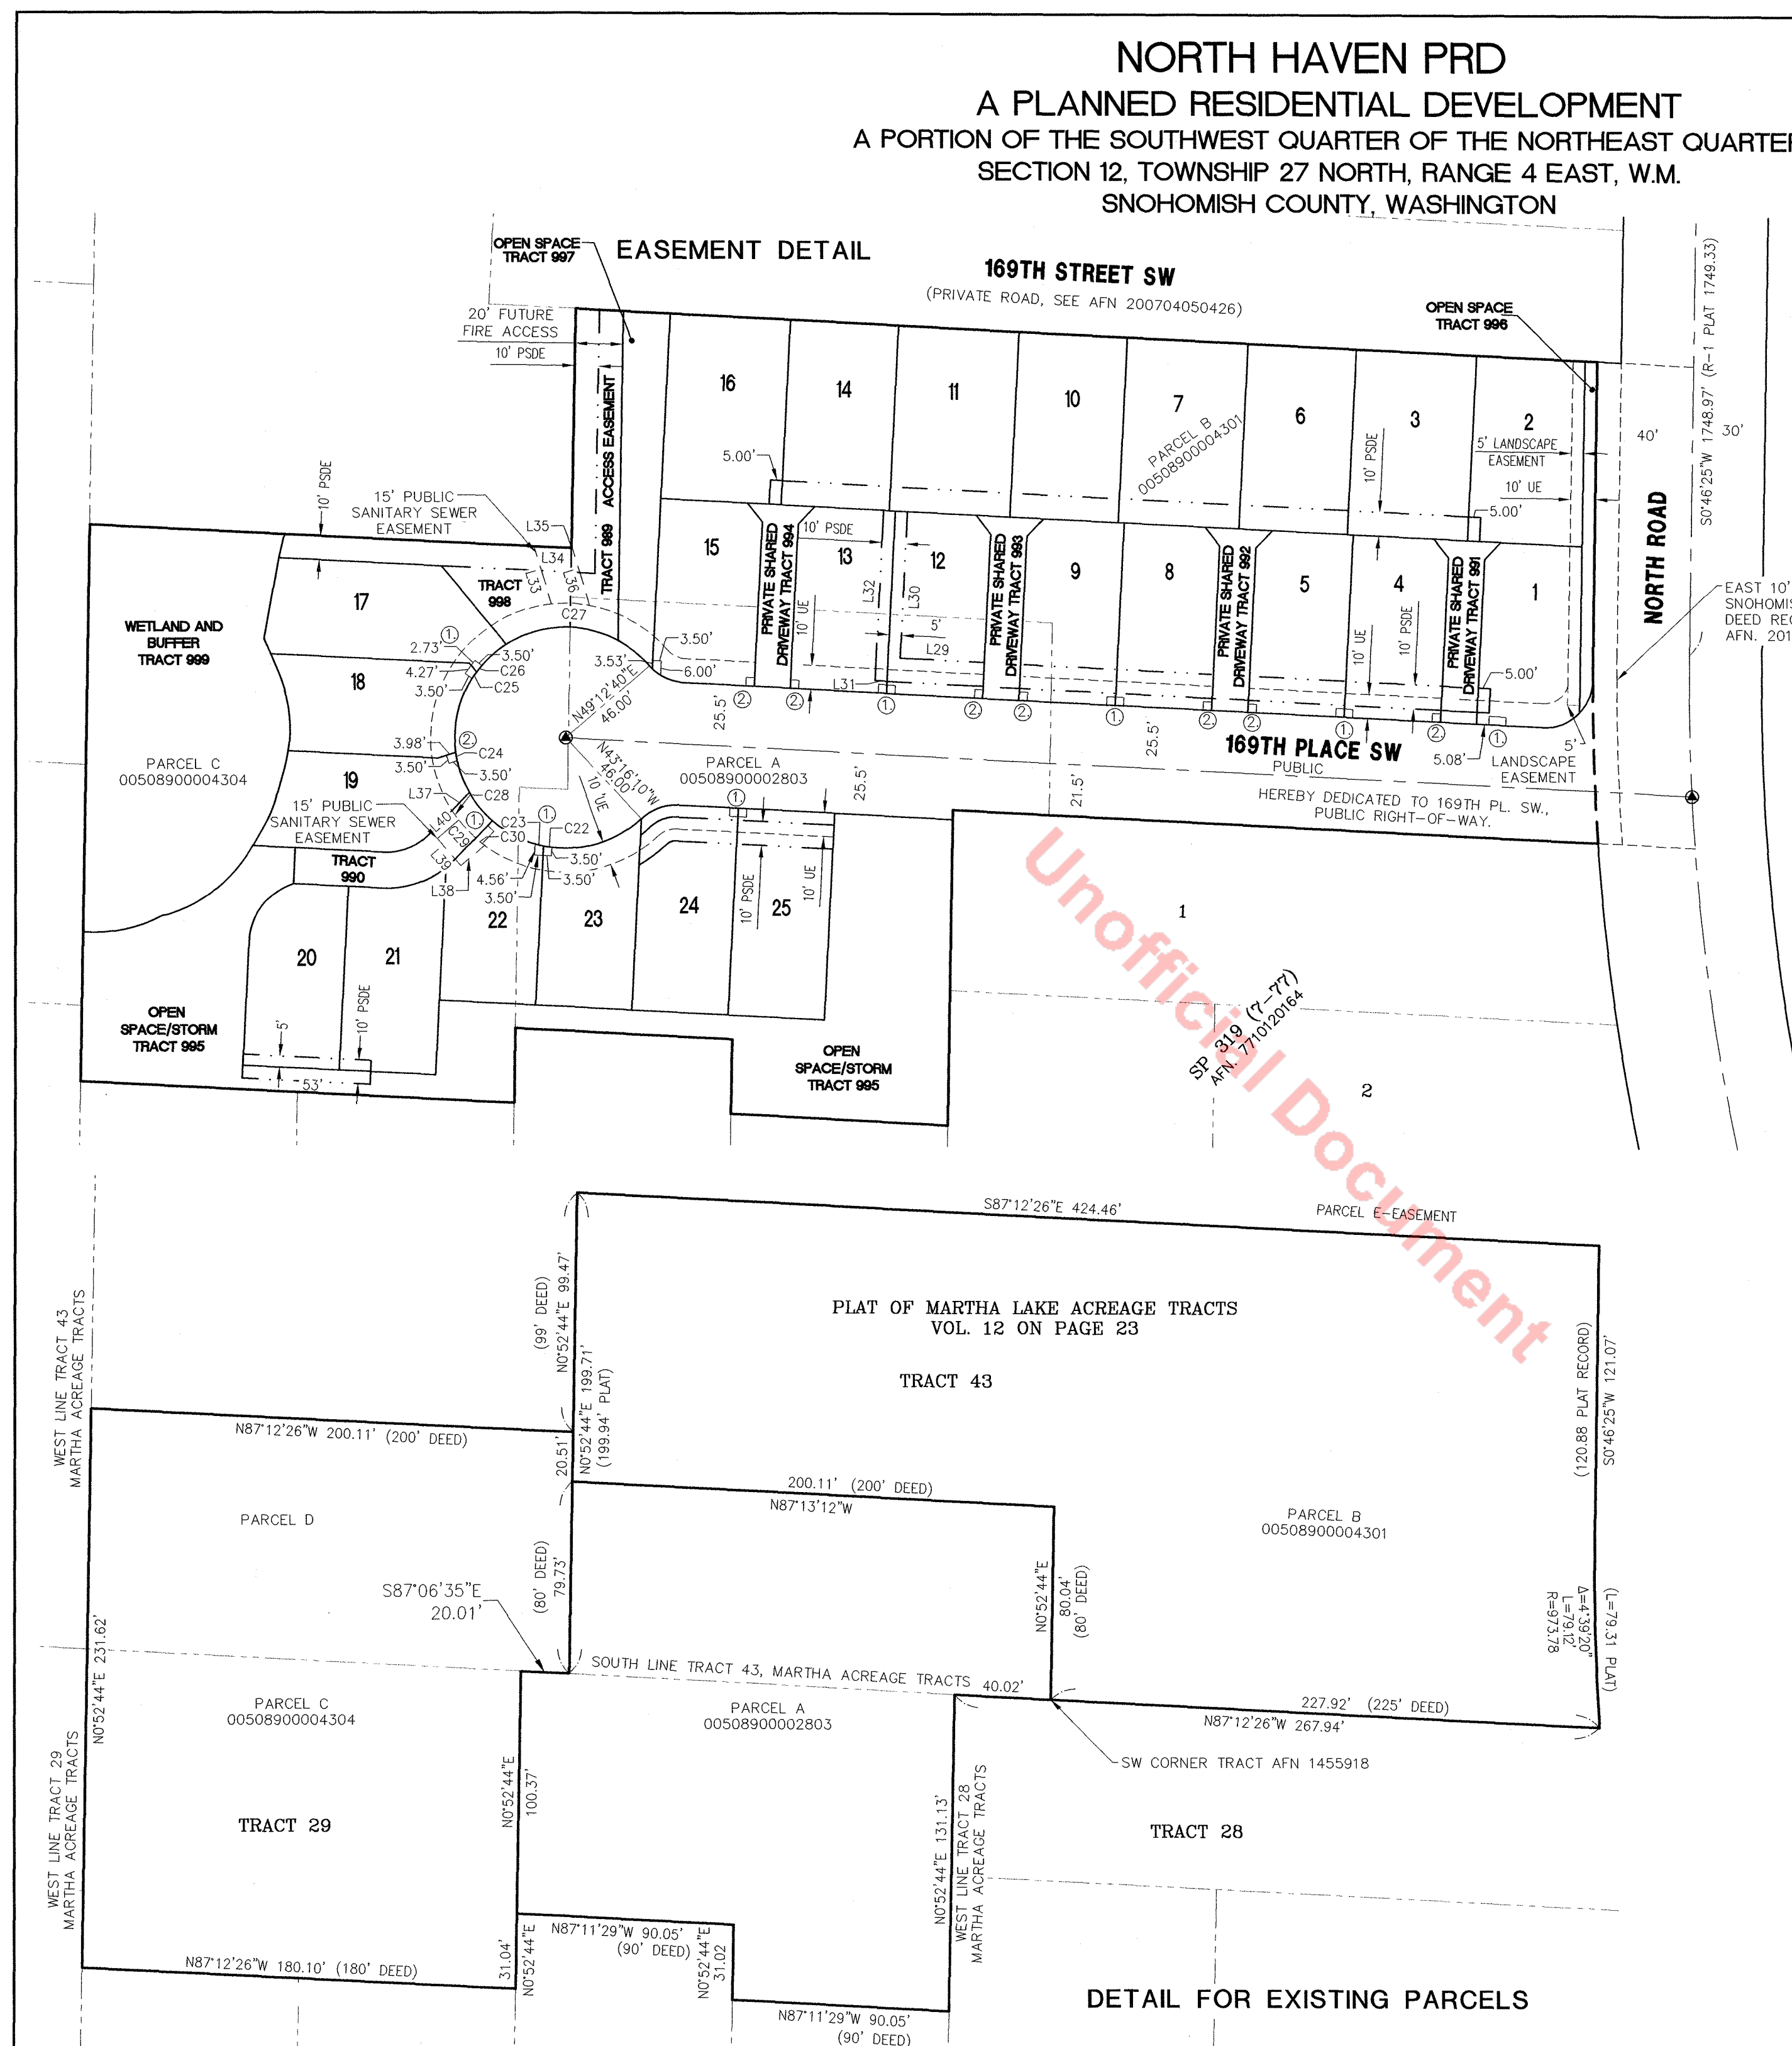 NORTH HAVEN PRD
A PLANNED RESIDENTIAL DEVELOPMENT
A PORTION OF THE SOUTHWEST QUARTER OF THE NORTHEAST QUARTER
SECTION 12, TOWNSHIP 27 NORTH, RANGE 4 EAST, W.M.
SNOHOMISH COUNTY, WASHINGTON
OPEN SPACE
TRACT 997
EASEMENT DETAIL
169TH STREET SW
(PRIVATE ROAD, SEE AFN 200704050426)
OPEN SPACE
TRACT 996
20' FUTURE
FIRE ACCESS
10' PSDE
S0°46'25"W 1748.97' (R-1 PLAT 1749.33)
40'
30'
16
14
11
10
7
6
3
2
PARCEL B
00508900004301
10' PSDE
5' LANDSCAPE
EASEMENT
10' UE
5.00'
5.00'
NORTH ROAD
TRACT 989 ACCESS EASEMENT
10' PSDE
15' PUBLIC
SANITARY SEWER
EASEMENT
L35
L34
L33
L36
15
PRIVATE SHARED
DRIVEWAY TRACT 994
10' PSDE
13
12
PRIVATE SHARED
DRIVEWAY TRACT 993
9
8
PRIVATE SHARED
DRIVEWAY TRACT 992
5
4
PRIVATE SHARED
DRIVEWAY TRACT 991
1
EAST 10'
SNOHOMIS
DEED REC
AFN. 201
17
TRACT
998
C27
L32
L30
10' UE
5'
L29
L31
10' UE
10' PSDE
WETLAND AND
BUFFER
TRACT 999
18
1.
2.73'
3.50'
4.27'
C26
C25
3.50'
3.50'
3.53'
6.00'
N49°12'40"E
46.00'
2.
2.
1.
2.
2.
1.
2.
2.
1.
2.
1.
5.00'
25.5'
25.5'
169TH PLACE SW
PUBLIC
5.08'
5'
LANDSCAPE
EASEMENT
PARCEL C
00508900004304
2.
3.98'
C24
3.50'
3.50'
N43°16'10"W
46.00'
10 'UE
PARCEL A
00508900002803
25.5'
21.5'
HEREBY DEDICATED TO 169TH PL. SW.,
PUBLIC RIGHT-OF-WAY.
19
L37
C28
15' PUBLIC
SANITARY SEWER
EASEMENT
L40
1.
C29
C23
C30
1.
C22
1.
L39
L38
3.50'
4.56'
3.50'
3.50'
TRACT
990
10' PSDE
10' UE
20
21
22
23
24
25
1
10' PSDE
OPEN
SPACE/STORM
TRACT 995
5'
53'
OPEN
SPACE/STORM
TRACT 995
SP 319 (7-77)
AFN. 7710120164
2
Unofficial Document
S87°12'26"E 424.46'
PARCEL E-EASEMENT
WEST LINE TRACT 43
MARTHA ACREAGE TRACTS
(99' DEED)
N0°52'44"E 99.47'
N0°52'44"E 199.71'
(199.94' PLAT)
PLAT OF MARTHA LAKE ACREAGE TRACTS
VOL. 12 ON PAGE 23
TRACT 43
(120.88 PLAT RECORD)
S0°46'25"W 121.07'
N87°12'26"W 200.11' (200' DEED)
20.51'
200.11' (200' DEED)
N87°13'12"W
PARCEL D
PARCEL B
00508900004301
S87°06'35"E
20.01'
(80' DEED)
79.73'
N0°52'44"E
80.04'
(80' DEED)
(L=79.31 PLAT)
Δ=4°39'20"
L=79.12'
R=973.78
N0°52'44"E 231.62'
SOUTH LINE TRACT 43, MARTHA ACREAGE TRACTS
40.02'
227.92' (225' DEED)
N87°12'26"W 267.94'
PARCEL C
00508900004304
PARCEL A
00508900002803
SW CORNER TRACT AFN 1455918
WEST LINE TRACT 29
MARTHA ACREAGE TRACTS
TRACT 29
N0°52'44"E
100.37'
N0°52'44"E 131.13'
WEST LINE TRACT 28
MARTHA ACREAGE TRACTS
TRACT 28
N87°12'26"W 180.10' (180' DEED)
31.04'
N0°52'44"E
N87°11'29"W 90.05'
(90' DEED)
N0°52'44"E
31.02
N87°11'29"W 90.05'
(90' DEED)
DETAIL FOR EXISTING PARCELS